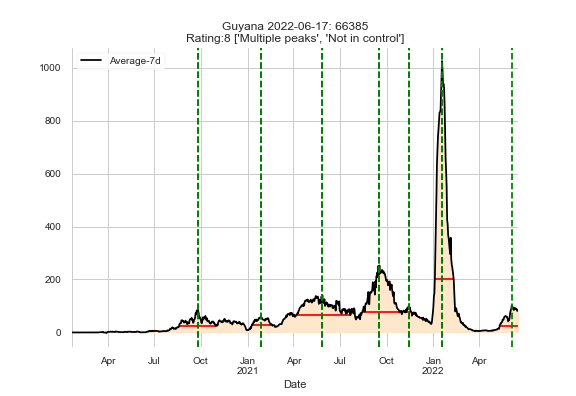 Guyana 2022-06-17: 66385
Rating:8 ['Multiple peaks', 'Not in control']
Average-7d
1000
800
600
400
200
0
Apr Jul Oct Jan Apr Jul Oct Jan Apr
2021 2022
Date